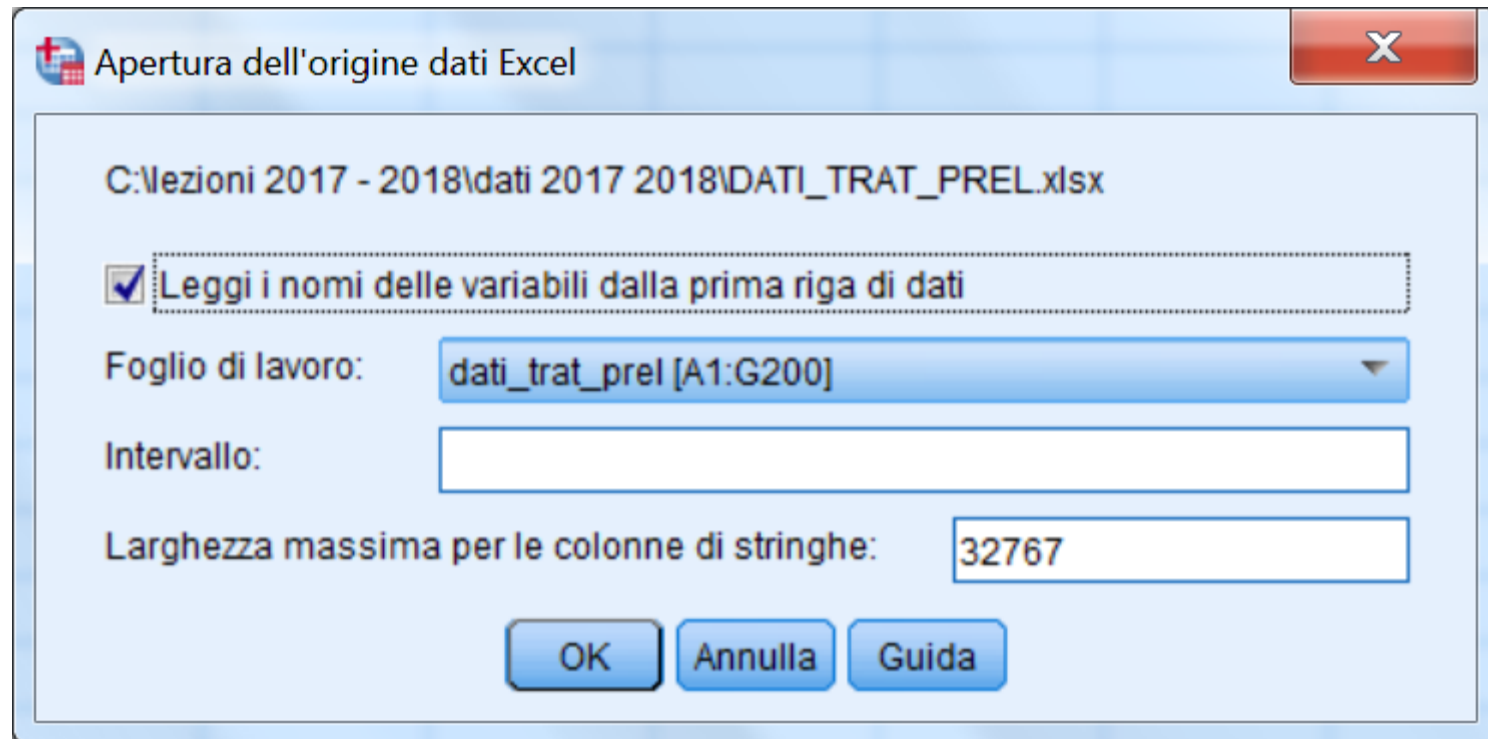 Apertura dell'origine dati Excel
C:\lezioni 2017 - 2018\dati 2017 2018\DATI_TRAT_PREL.xlsx
Leggi i nomi delle variabili dalla prima riga di dati
Foglio di lavoro: dati_trat_prel [A1:G200]
Intervallo:
Larghezza massima per le colonne di stringhe: 32767
OK Annulla Guida